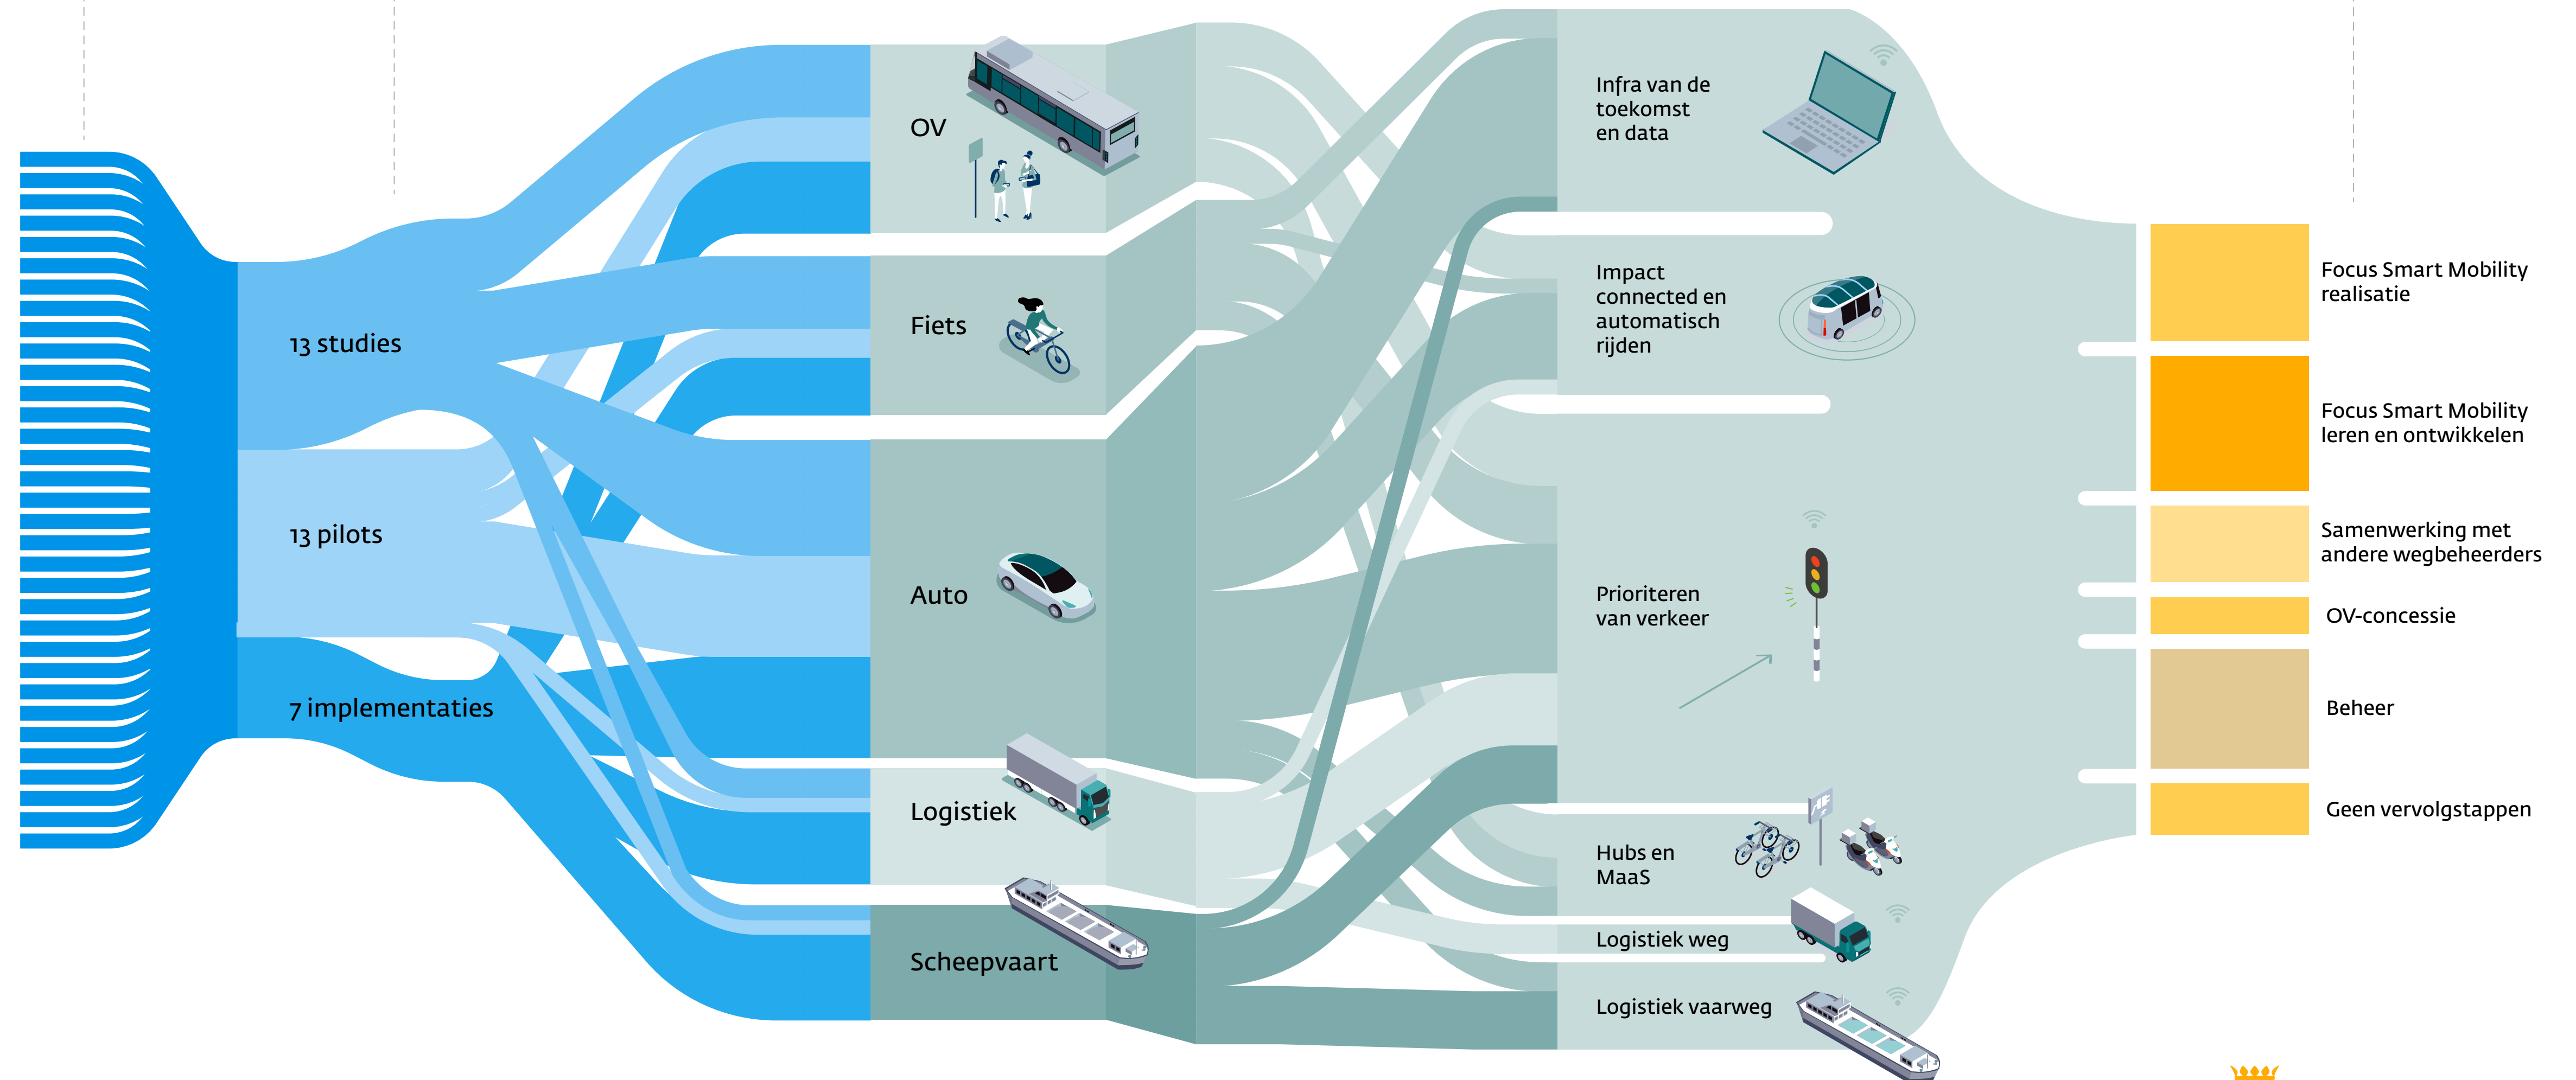 13 studies
13 pilots
7 implementaties
OV
Fiets
Auto
Logistiek
Scheepvaart
Infra van de
toekomst
en data
Impact
connected en
automatisch
rijden
Prioriteren
van verkeer
Hubs en
MaaS
Logistiek weg
Logistiek vaarweg
Focus Smart Mobility
realisatie
Focus Smart Mobility
leren en ontwikkelen
Samenwerking met
andere wegbeheerders
OV-concessie
Beheer
Geen vervolgstappen